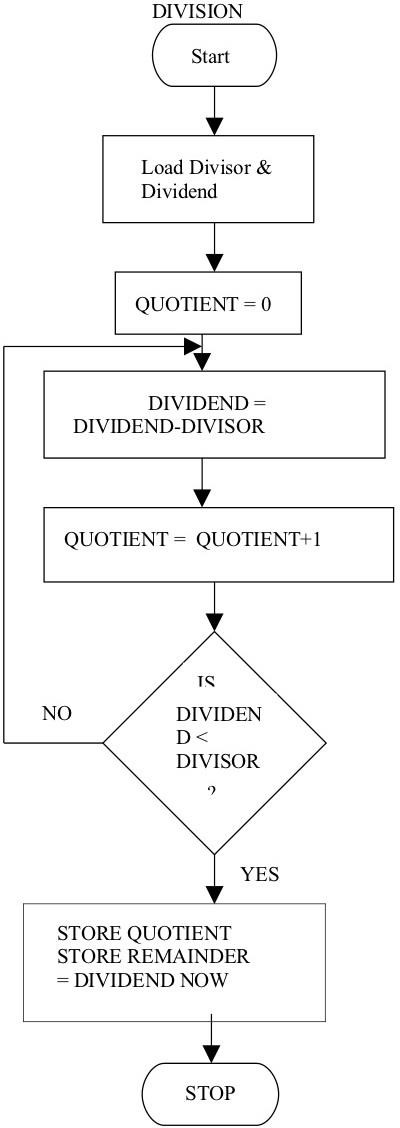 DIVISION
Start
Load Divisor &
Dividend
QUOTIENT = 0
DIVIDEND =
DIVIDEND-DIVISOR
QUOTIENT = QUOTIENT+1
IS
DIVIDEN
D <
DIVISOR
?
NO
YES
STORE QUOTIENT
STORE REMAINDER
= DIVIDEND NOW
STOP